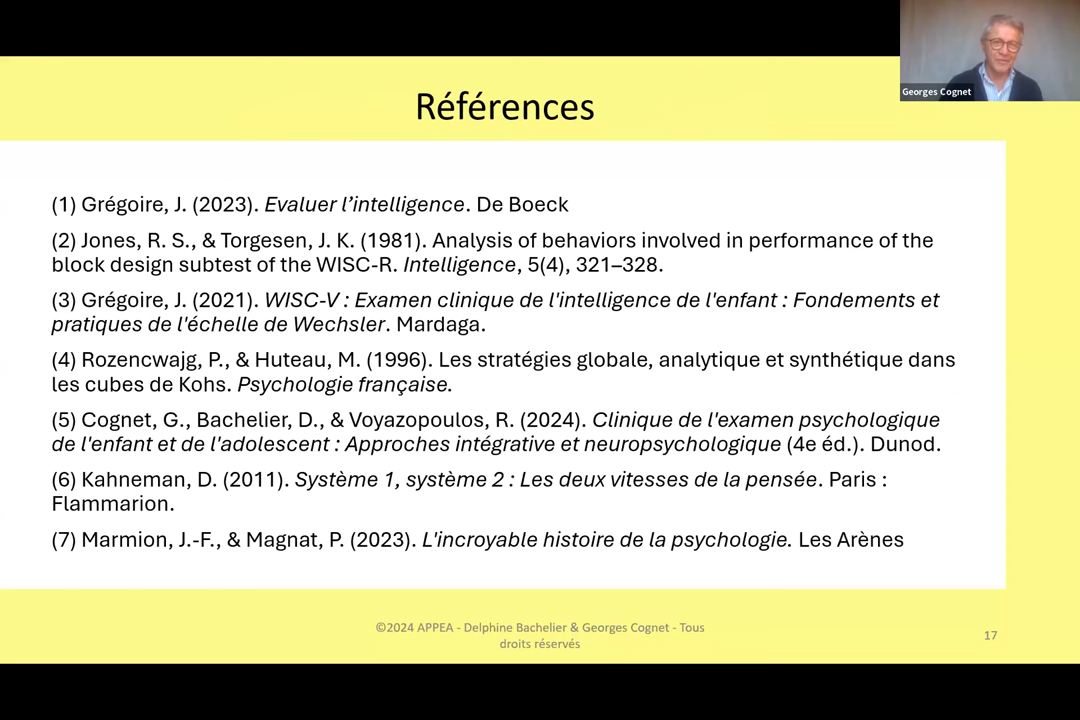 Georges Cognet
Références
(1) Grégoire, J. (2023). Evaluer l’intelligence. De Boeck
(2) Jones, R. S., & Torgesen, J. K. (1981). Analysis of behaviors involved in performance of the
block design subtest of the WISC-R. Intelligence, 5(4), 321–328.
(3) Grégoire, J. (2021). WISC-V : Examen clinique de l'intelligence de l'enfant : Fondements et
pratiques de l'échelle de Wechsler. Mardaga.
(4) Rozencwajg, P., & Huteau, M. (1996). Les stratégies globale, analytique et synthétique dans
les cubes de Kohs. Psychologie française.
(5) Cognet, G., Bachelier, D., & Voyazopoulos, R. (2024). Clinique de l'examen psychologique
de l'enfant et de l'adolescent : Approches intégrative et neuropsychologique (4e éd.). Dunod.
(6) Kahneman, D. (2011). Système 1, système 2 : Les deux vitesses de la pensée. Paris :
Flammarion.
(7) Marmion, J.-F., & Magnat, P. (2023). L'incroyable histoire de la psychologie. Les Arènes
©2024 APPEA - Delphine Bachelier & Georges Cognet - Tous
droits réservés
17